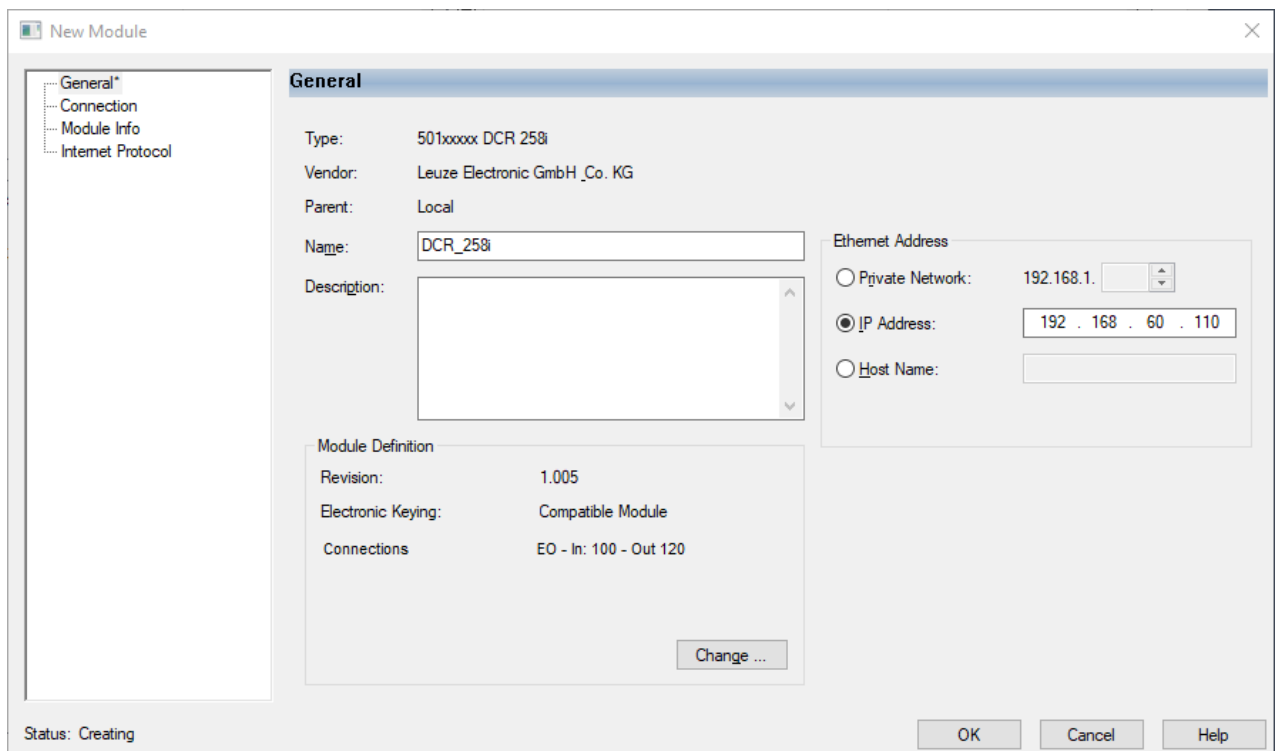 New Module
General*
Connection
Module Info
Internet Protocol
General
Type: 501xxxxx DCR 258i
Vendor: Leuze Electronic GmbH _Co. KG
Parent: Local
Name: DCR_258i
Description:
Ethernet Address
Private Network: 192.168.1.
IP Address: 192 . 168 . 60 . 110
Host Name:
Module Definition
Revision: 1.005
Electronic Keying: Compatible Module
Connections EO - In: 100 - Out 120
Change ...
Status: Creating
OK Cancel Help